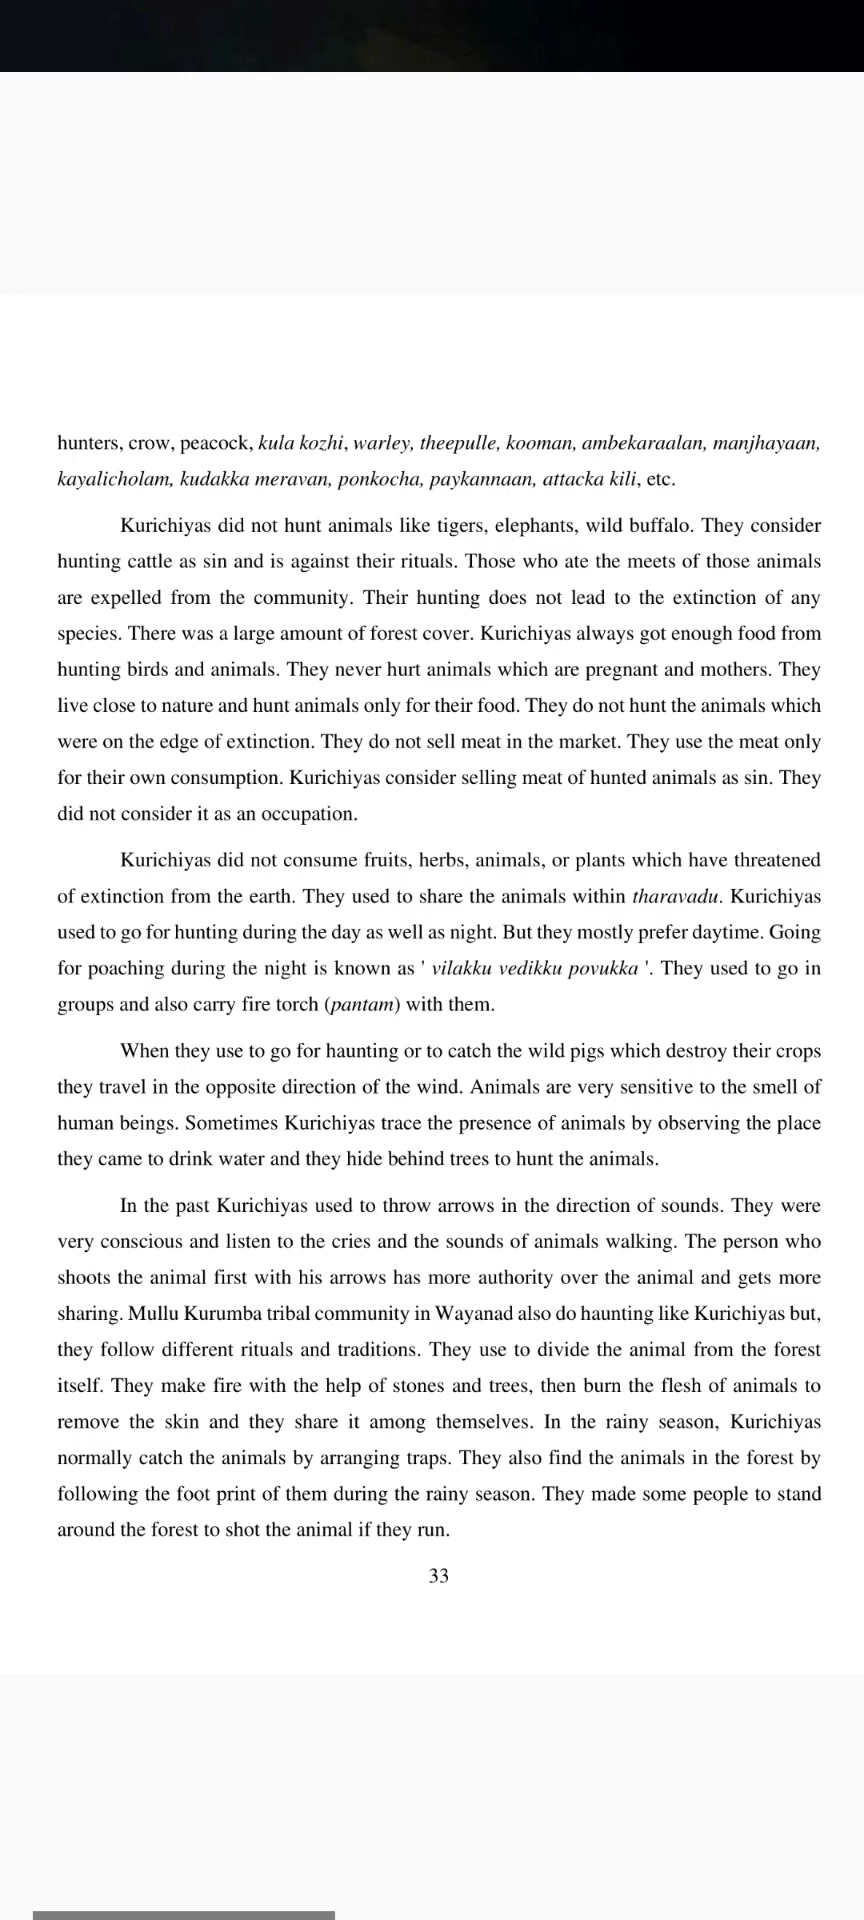 hunters, crow, peacock, kula kozhi, warley, theepulle, kooman, ambekaraalan, manjhayaan,
kayalicholam, kudakka meravan, ponkocha, paykannaan, attacka kili, etc.
Kurichiyas did not hunt animals like tigers, elephants, wild buffalo. They consider
hunting cattle as sin and is against their rituals. Those who ate the meets of those animals
are expelled from the community. Their hunting does not lead to the extinction of any
species. There was a large amount of forest cover. Kurichiyas always got enough food from
hunting birds and animals. They never hurt animals which are pregnant and mothers. They
live close to nature and hunt animals only for their food. They do not hunt the animals which
were on the edge of extinction. They do not sell meat in the market. They use the meat only
for their own consumption. Kurichiyas consider selling meat of hunted animals as sin. They
did not consider it as an occupation.
Kurichiyas did not consume fruits, herbs, animals, or plants which have threatened
of extinction from the earth. They used to share the animals within tharavadu. Kurichiyas
used to go for hunting during the day as well as night. But they mostly prefer daytime. Going
for poaching during the night is known as ' vilakku vedikku povukka '. They used to go in
groups and also carry fire torch (pantam) with them.
When they use to go for haunting or to catch the wild pigs which destroy their crops
they travel in the opposite direction of the wind. Animals are very sensitive to the smell of
human beings. Sometimes Kurichiyas trace the presence of animals by observing the place
they came to drink water and they hide behind trees to hunt the animals.
In the past Kurichiyas used to throw arrows in the direction of sounds. They were
very conscious and listen to the cries and the sounds of animals walking. The person who
shoots the animal first with his arrows has more authority over the animal and gets more
sharing. Mullu Kurumba tribal community in Wayanad also do haunting like Kurichiyas but,
they follow different rituals and traditions. They use to divide the animal from the forest
itself. They make fire with the help of stones and trees, then burn the flesh of animals to
remove the skin and they share it among themselves. In the rainy season, Kurichiyas
normally catch the animals by arranging traps. They also find the animals in the forest by
following the foot print of them during the rainy season. They made some people to stand
around the forest to shot the animal if they run.
33